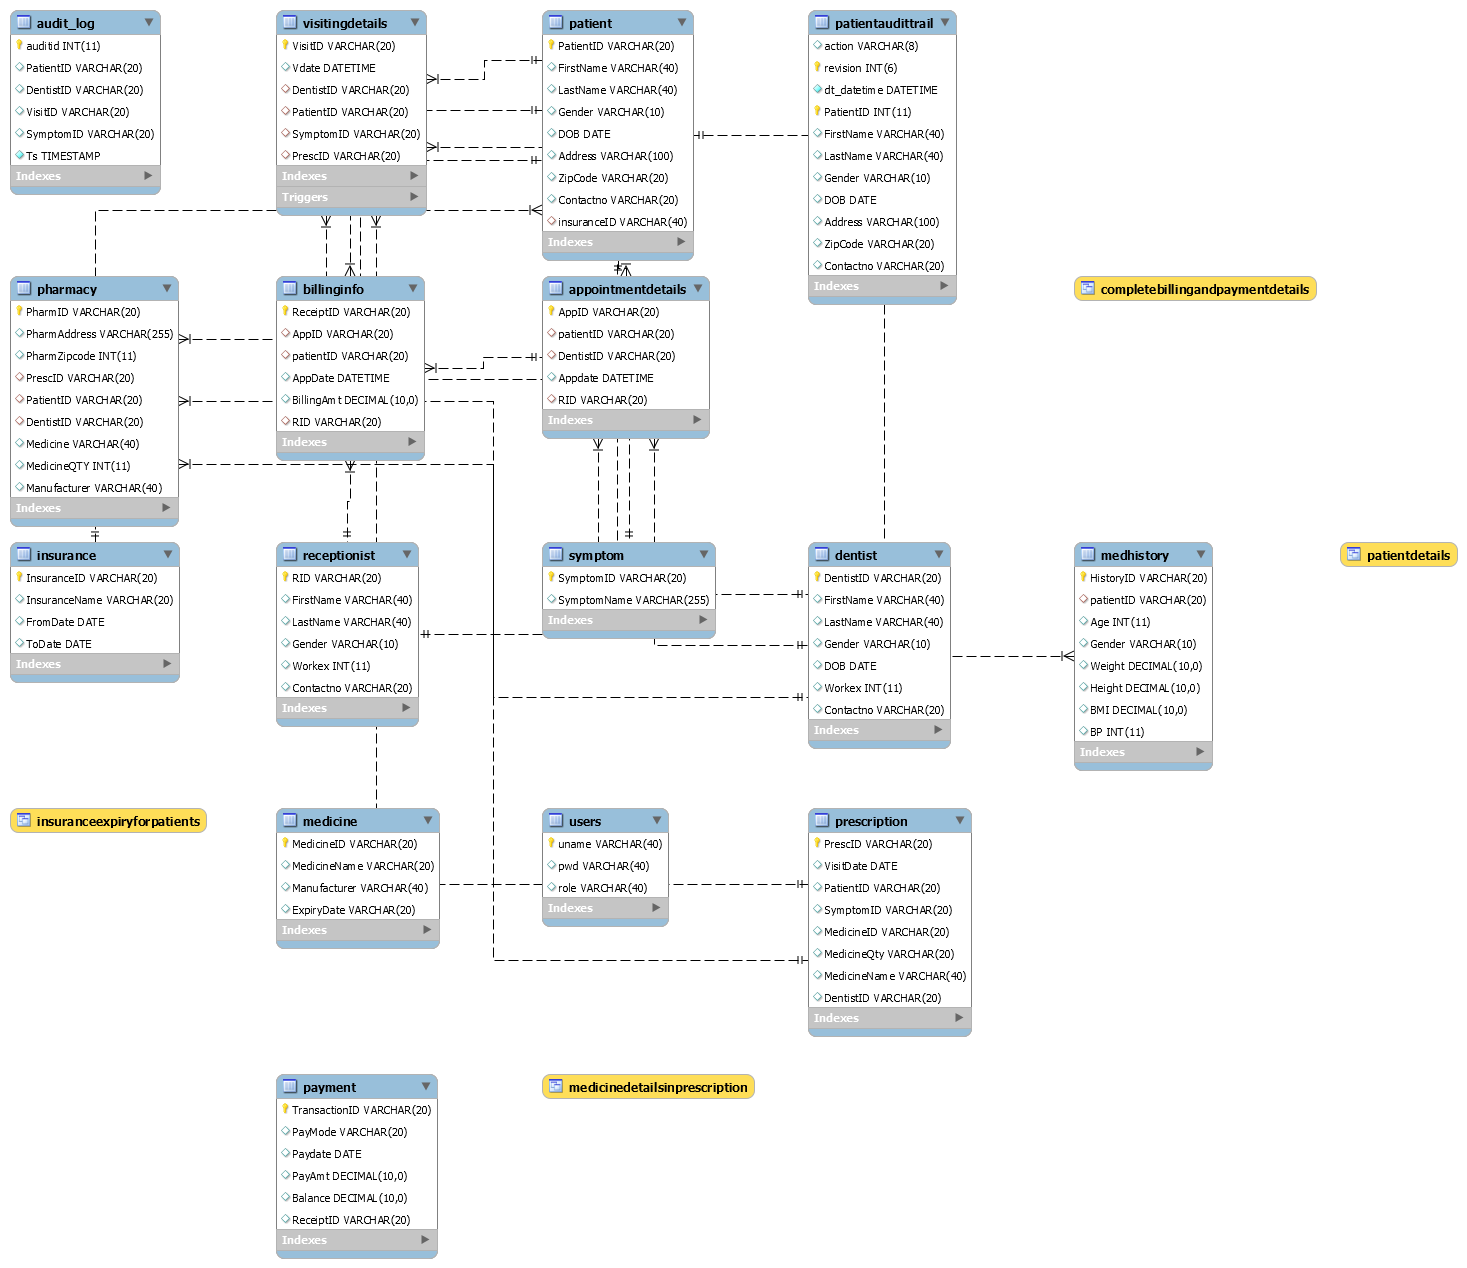 audit_log
auditid INT(11)
PatientID VARCHAR(20)
DentistID VARCHAR(20)
VisitID VARCHAR(20)
SymptomID VARCHAR(20)
Ts TIMESTAMP
Indexes
visitingdetails
VisitID VARCHAR(20)
Vdate DATETIME
DentistID VARCHAR(20)
PatientID VARCHAR(20)
SymptomID VARCHAR(20)
PrescID VARCHAR(20)
Indexes
Triggers
patient
PatientID VARCHAR(20)
FirstName VARCHAR(40)
LastName VARCHAR(40)
Gender VARCHAR(10)
DOB DATE
Address VARCHAR(100)
ZipCode VARCHAR(20)
Contactno VARCHAR(20)
insuranceID VARCHAR(40)
Indexes
patientaudittrail
action VARCHAR(8)
revision INT(6)
dt_datetime DATETIME
PatientID INT(11)
FirstName VARCHAR(40)
LastName VARCHAR(40)
Gender VARCHAR(10)
DOB DATE
Address VARCHAR(100)
ZipCode VARCHAR(20)
Contactno VARCHAR(20)
Indexes
pharmacy
PharmID VARCHAR(20)
PharmAddress VARCHAR(255)
PharmZipcode INT(11)
PrescID VARCHAR(20)
PatientID VARCHAR(20)
DentistID VARCHAR(20)
Medicine VARCHAR(40)
MedicineQTY INT(11)
Manufacturer VARCHAR(40)
Indexes
billinginfo
ReceiptID VARCHAR(20)
AppID VARCHAR(20)
patientID VARCHAR(20)
AppDate DATETIME
BillingAmt DECIMAL(10,0)
RID VARCHAR(20)
Indexes
appointmentdetails
AppID VARCHAR(20)
patientID VARCHAR(20)
DentistID VARCHAR(20)
Appdate DATETIME
RID VARCHAR(20)
Indexes
completebillingandpaymentdetails
insurance
InsuranceID VARCHAR(20)
InsuranceName VARCHAR(20)
FromDate DATE
ToDate DATE
Indexes
receptionist
RID VARCHAR(20)
FirstName VARCHAR(40)
LastName VARCHAR(40)
Gender VARCHAR(10)
Workex INT(11)
Contactno VARCHAR(20)
Indexes
symptom
SymptomID VARCHAR(20)
SymptomName VARCHAR(255)
Indexes
dentist
DentistID VARCHAR(20)
FirstName VARCHAR(40)
LastName VARCHAR(40)
Gender VARCHAR(10)
DOB DATE
Workex INT(11)
Contactno VARCHAR(20)
Indexes
medhistory
HistoryID VARCHAR(20)
patientID VARCHAR(20)
Age INT(11)
Gender VARCHAR(10)
Weight DECIMAL(10,0)
Height DECIMAL(10,0)
BMI DECIMAL(10,0)
BP INT(11)
Indexes
patientdetails
insuranceexpiryforpatients
medicine
MedicineID VARCHAR(20)
MedicineName VARCHAR(20)
Manufacturer VARCHAR(40)
ExpiryDate VARCHAR(20)
Indexes
users
uname VARCHAR(40)
pwd VARCHAR(40)
role VARCHAR(40)
Indexes
prescription
PrescID VARCHAR(20)
VisitDate DATE
PatientID VARCHAR(20)
SymptomID VARCHAR(20)
MedicineID VARCHAR(20)
MedicineQty VARCHAR(20)
MedicineName VARCHAR(40)
DentistID VARCHAR(20)
Indexes
payment
TransactionID VARCHAR(20)
PayMode VARCHAR(20)
Paydate DATE
PayAmt DECIMAL(10,0)
Balance DECIMAL(10,0)
ReceiptID VARCHAR(20)
Indexes
medicinedetailsinprescription